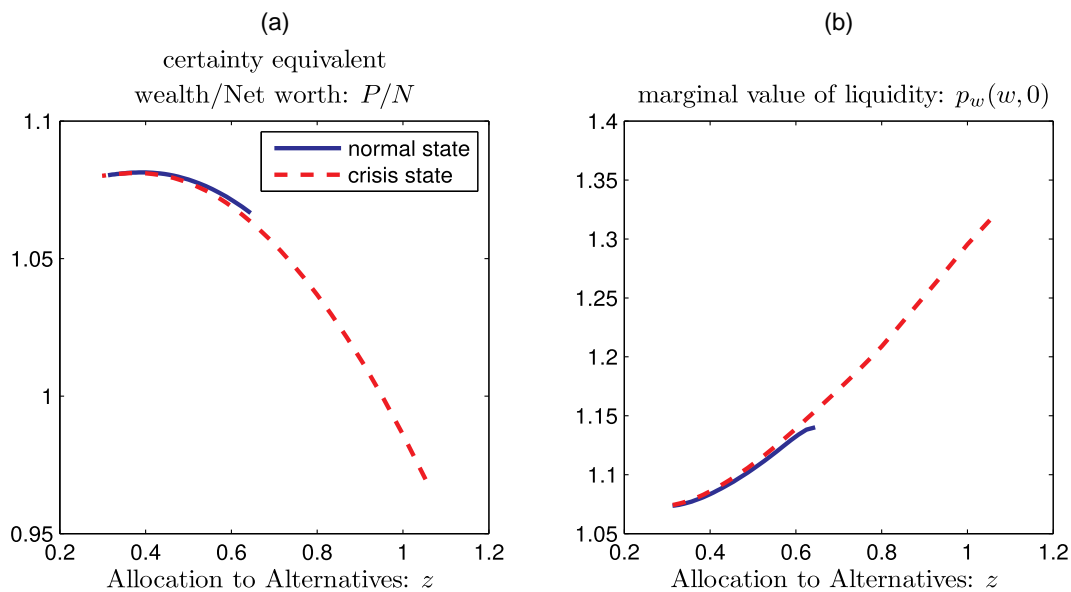 (a)
certainty equivalent
wealth/Net worth: P/N
1.1
1.05
1
0.95
0.2 0.4 0.6 0.8 1 1.2
Allocation to Alternatives: z
normal state
crisis state
(b)
marginal value of liquidity: p_w(w, 0)
1.4
1.35
1.3
1.25
1.2
1.15
1.1
1.05
0.2 0.4 0.6 0.8 1 1.2
Allocation to Alternatives: z